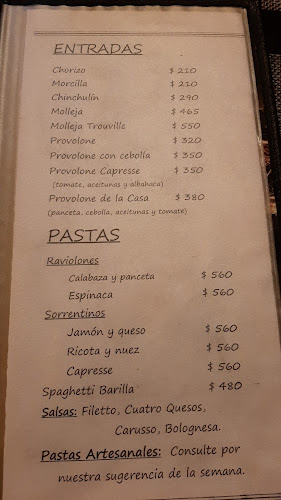 ENTRADAS
Chorizo $ 210
Morcilla $ 210
Chinchulín $ 290
Molleja $ 465
Molleja Trouville $ 550
Provolone $ 320
Provolone con cebolla $ 350
Provolone Capresse $ 350
(tomate, aceitunas y albahaca)
Provolone de la Casa $ 380
(panceta, cebolla, aceitunas y tomate)
PASTAS
Raviolones
Calabaza y panceta $ 560
Espinaca $ 560
Sorrentinos
Jamón y queso $ 560
Ricota y nuez $ 560
Capresse $ 560
Spaghetti Barilla $ 480
Salsas: Filetto, Cuatro Quesos,
Carusso, Bolognesa.
Pastas Artesanales: Consulte por
nuestra sugerencia de la semana.